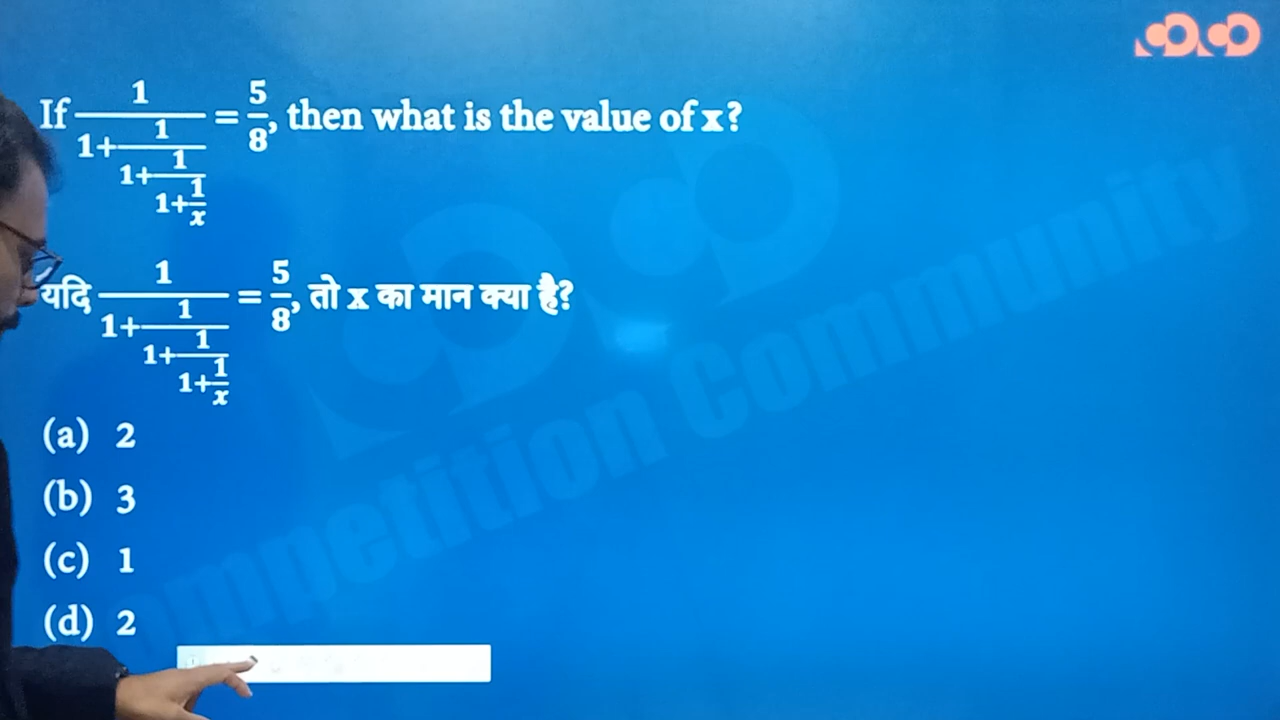 If 1/(1+1/(1+1/(1+1/x))) = 5/8, then what is the value of x?
यदि 1/(1+1/(1+1/(1+1/x))) = 5/8, तो x का मान क्या है?
(a) 2
(b) 3
(c) 1
(d) 2
Competition Community